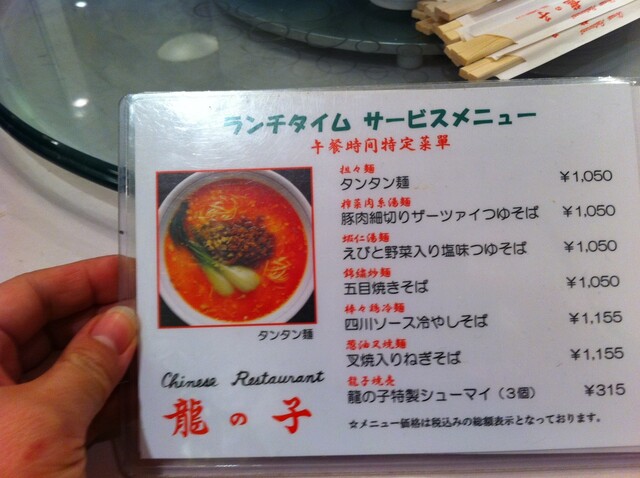 ランチタイム サービスメニュー
午餐時間特定菜單
担々麺
タンタン麺 ¥1,050
搾菜肉糸湯麺
豚肉細切りザーツァイつゆそば ¥1,050
蝦仁湯麺
えびと野菜入り塩味つゆそば ¥1,050
錦繍炒麺
五目焼きそば ¥1,050
棒々鶏冷麺
四川ソース冷やしそば ¥1,155
葱油叉焼麺
叉焼入りねぎそば ¥1,155
龍子焼売
龍の子特製シューマイ（3個） ¥315
☆メニュー価格は税込みの総額表示となっております。
タンタン麺
Chinese Restaurant
龍の子